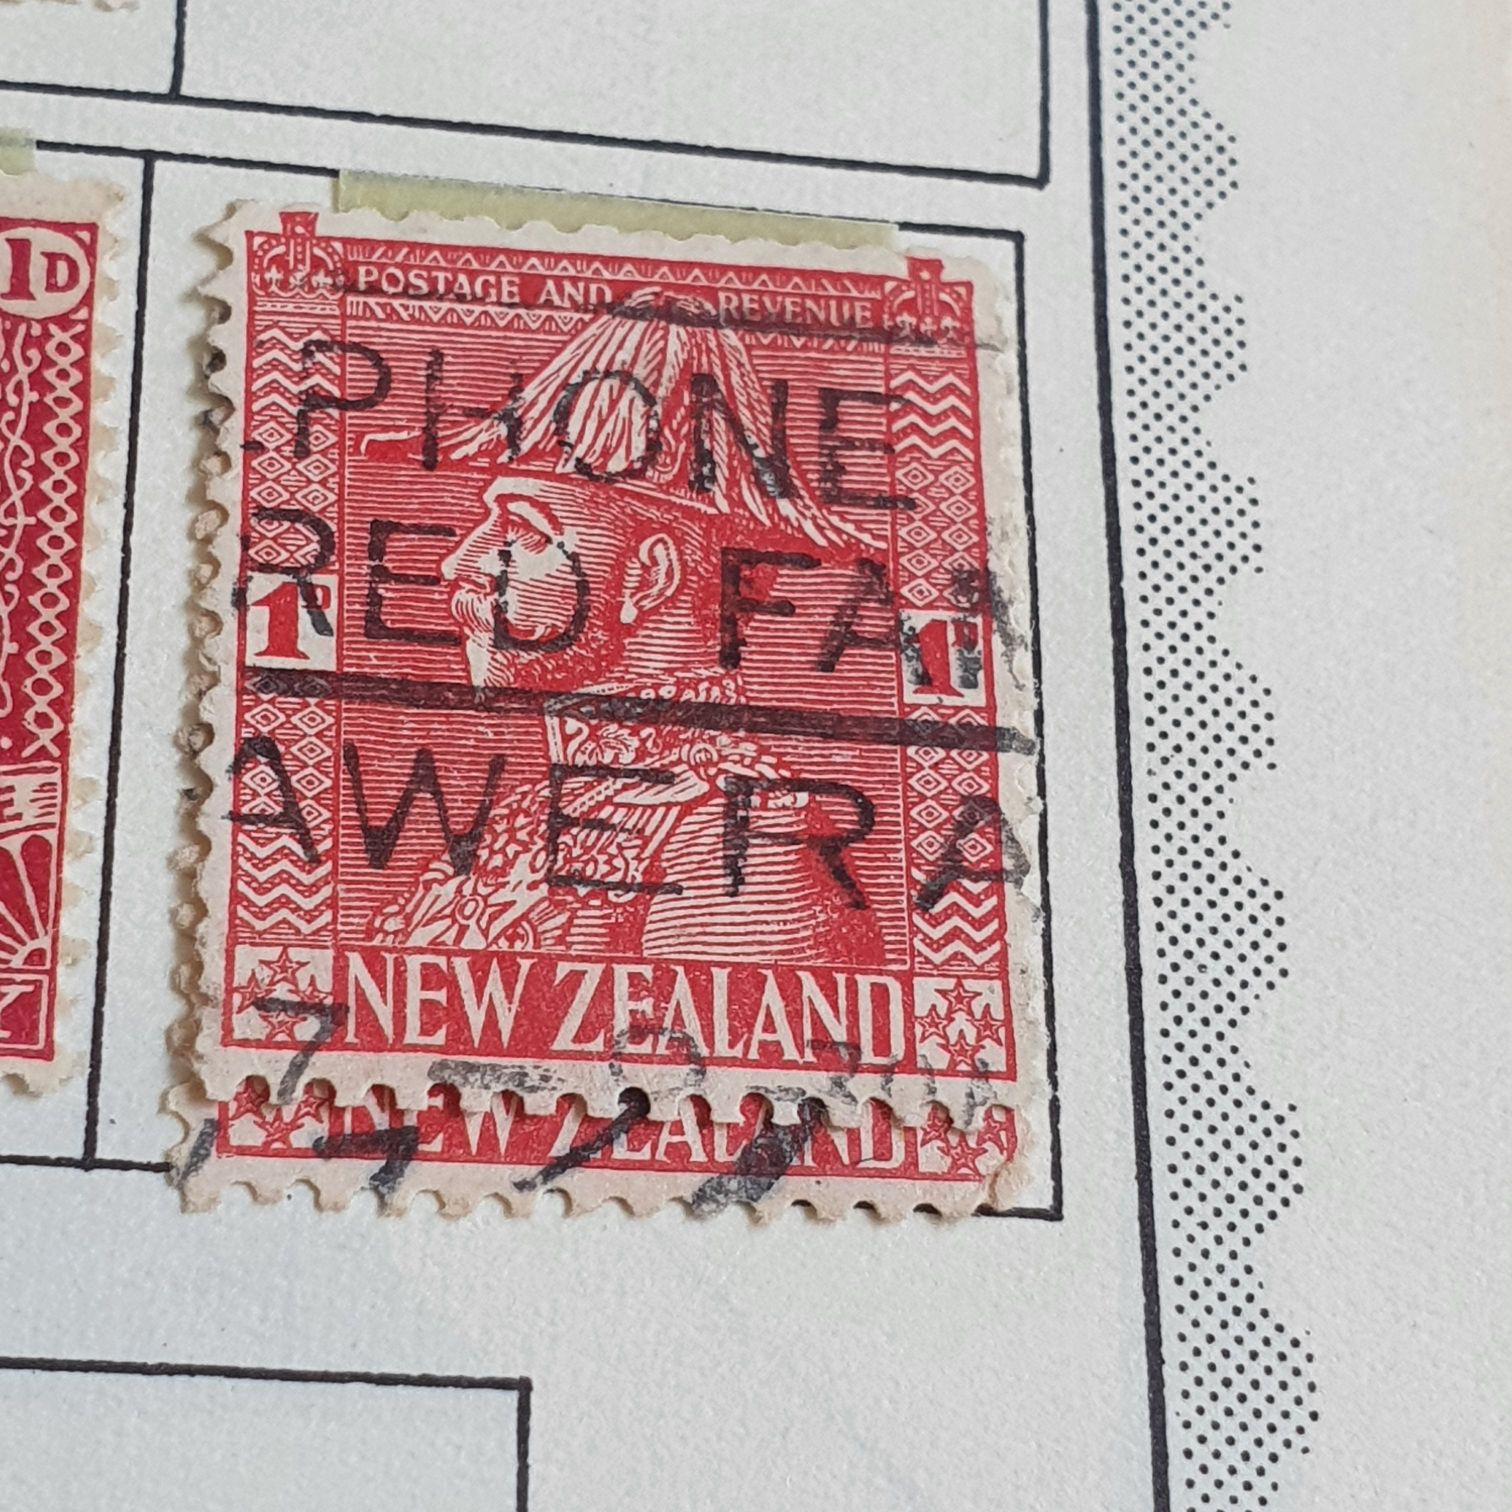 1D
POSTAGE AND REVENUE
PHONE
RED FA
1D 1D
AWERA
NEW ZEALAND
NEW ZEALAND